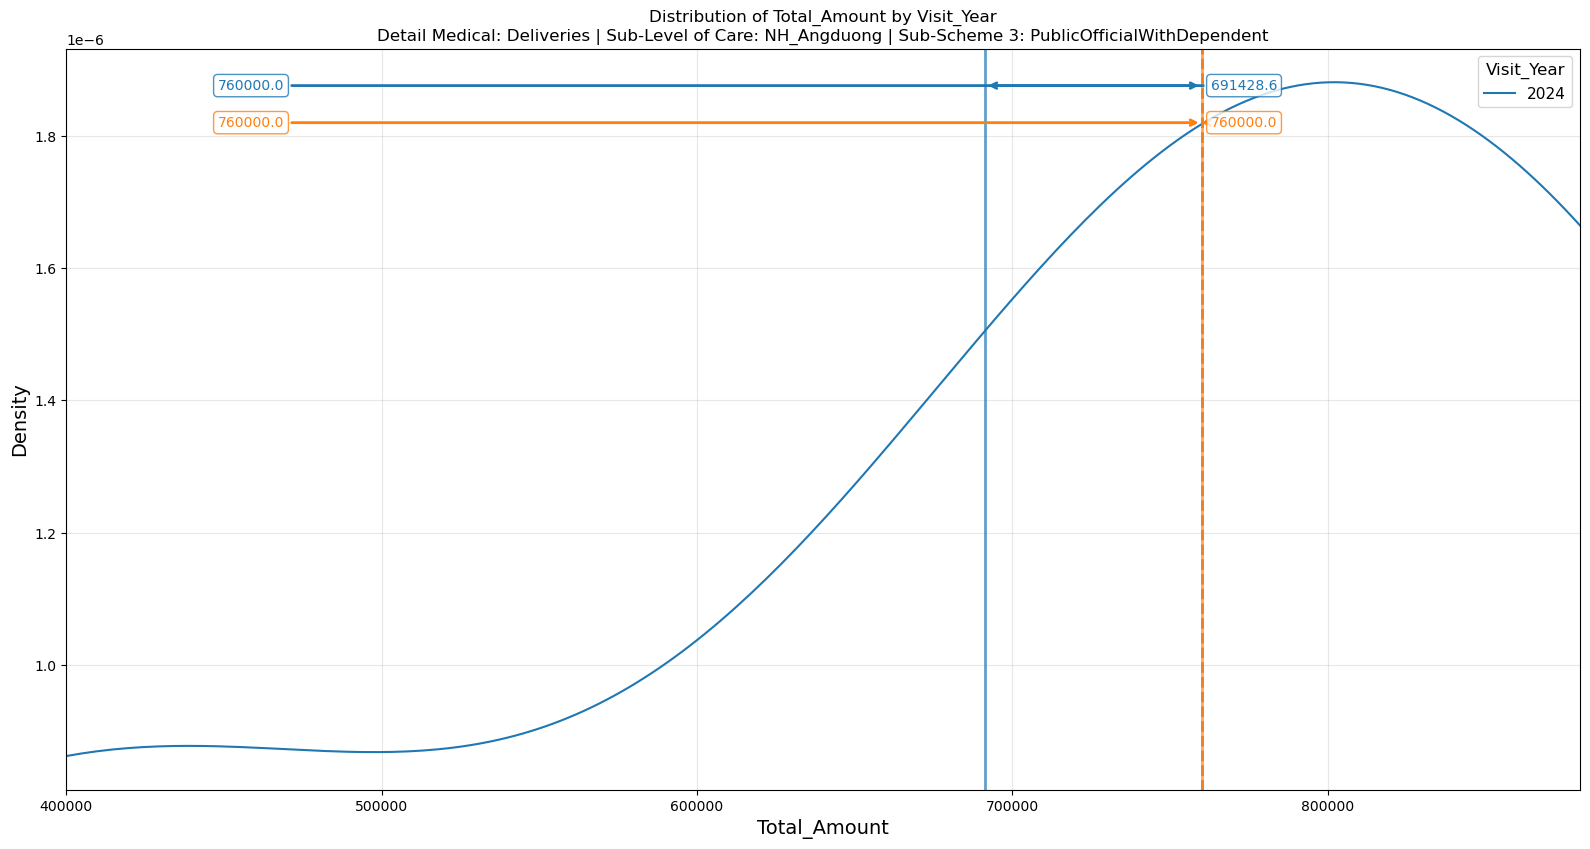 Distribution of Total_Amount by Visit_Year
Detail Medical: Deliveries | Sub-Level of Care: NH_Angduong | Sub-Scheme 3: PublicOfficialWithDependent
1e−6
760000.0
691428.6
760000.0
760000.0
Visit_Year
2024
1.8
1.6
1.4
1.2
1.0
Density
400000
500000
600000
700000
800000
Total_Amount